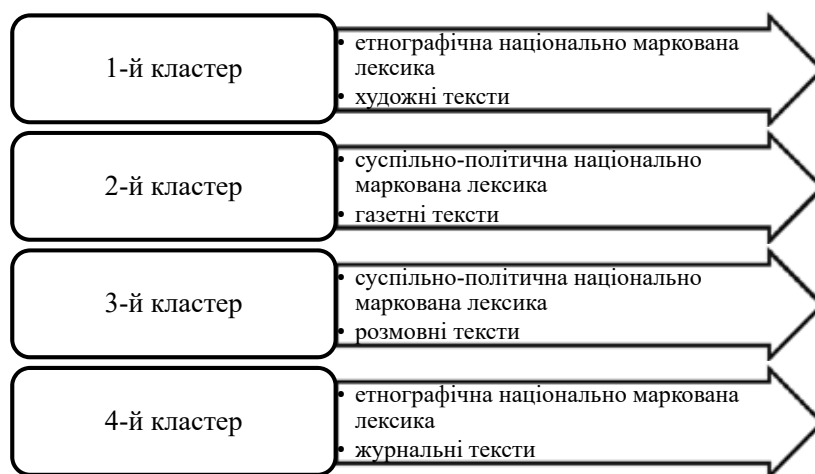 1-й кластер
• етнографічна національно маркована
лексика
• художні тексти
2-й кластер
• суспільно-політична національно
маркована лексика
• газетні тексти
3-й кластер
• суспільно-політична національно
маркована лексика
• розмовні тексти
4-й кластер
• етнографічна національно маркована
лексика
• журнальні тексти